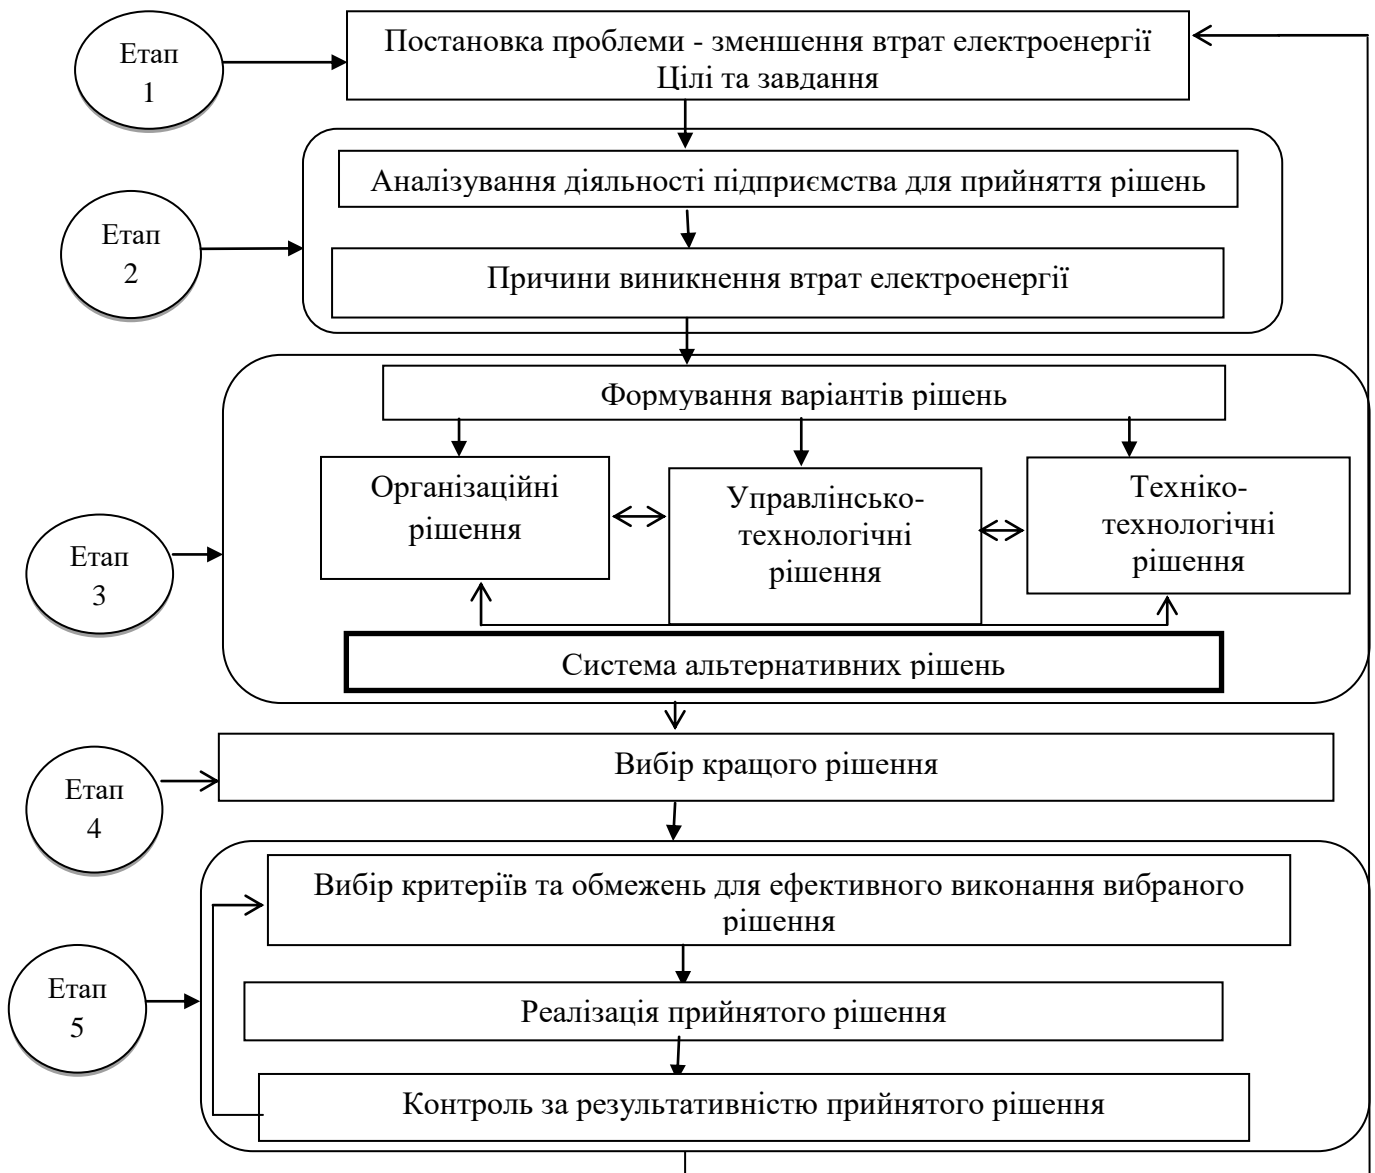 Етап
1
Постановка проблеми - зменшення втрат електроенергії
Цілі та завдання
Етап
2
Аналізування діяльності підприємства для прийняття рішень
Причини виникнення втрат електроенергії
Етап
3
Формування варіантів рішень
Організаційні
рішення
Управлінсько-
технологічні
рішення
Техніко-
технологічні
рішення
Система альтернативних рішень
Етап
4
Вибір кращого рішення
Етап
5
Вибір критеріїв та обмежень для ефективного виконання вибраного
рішення
Реалізація прийнятого рішення
Контроль за результативністю прийнятого рішення